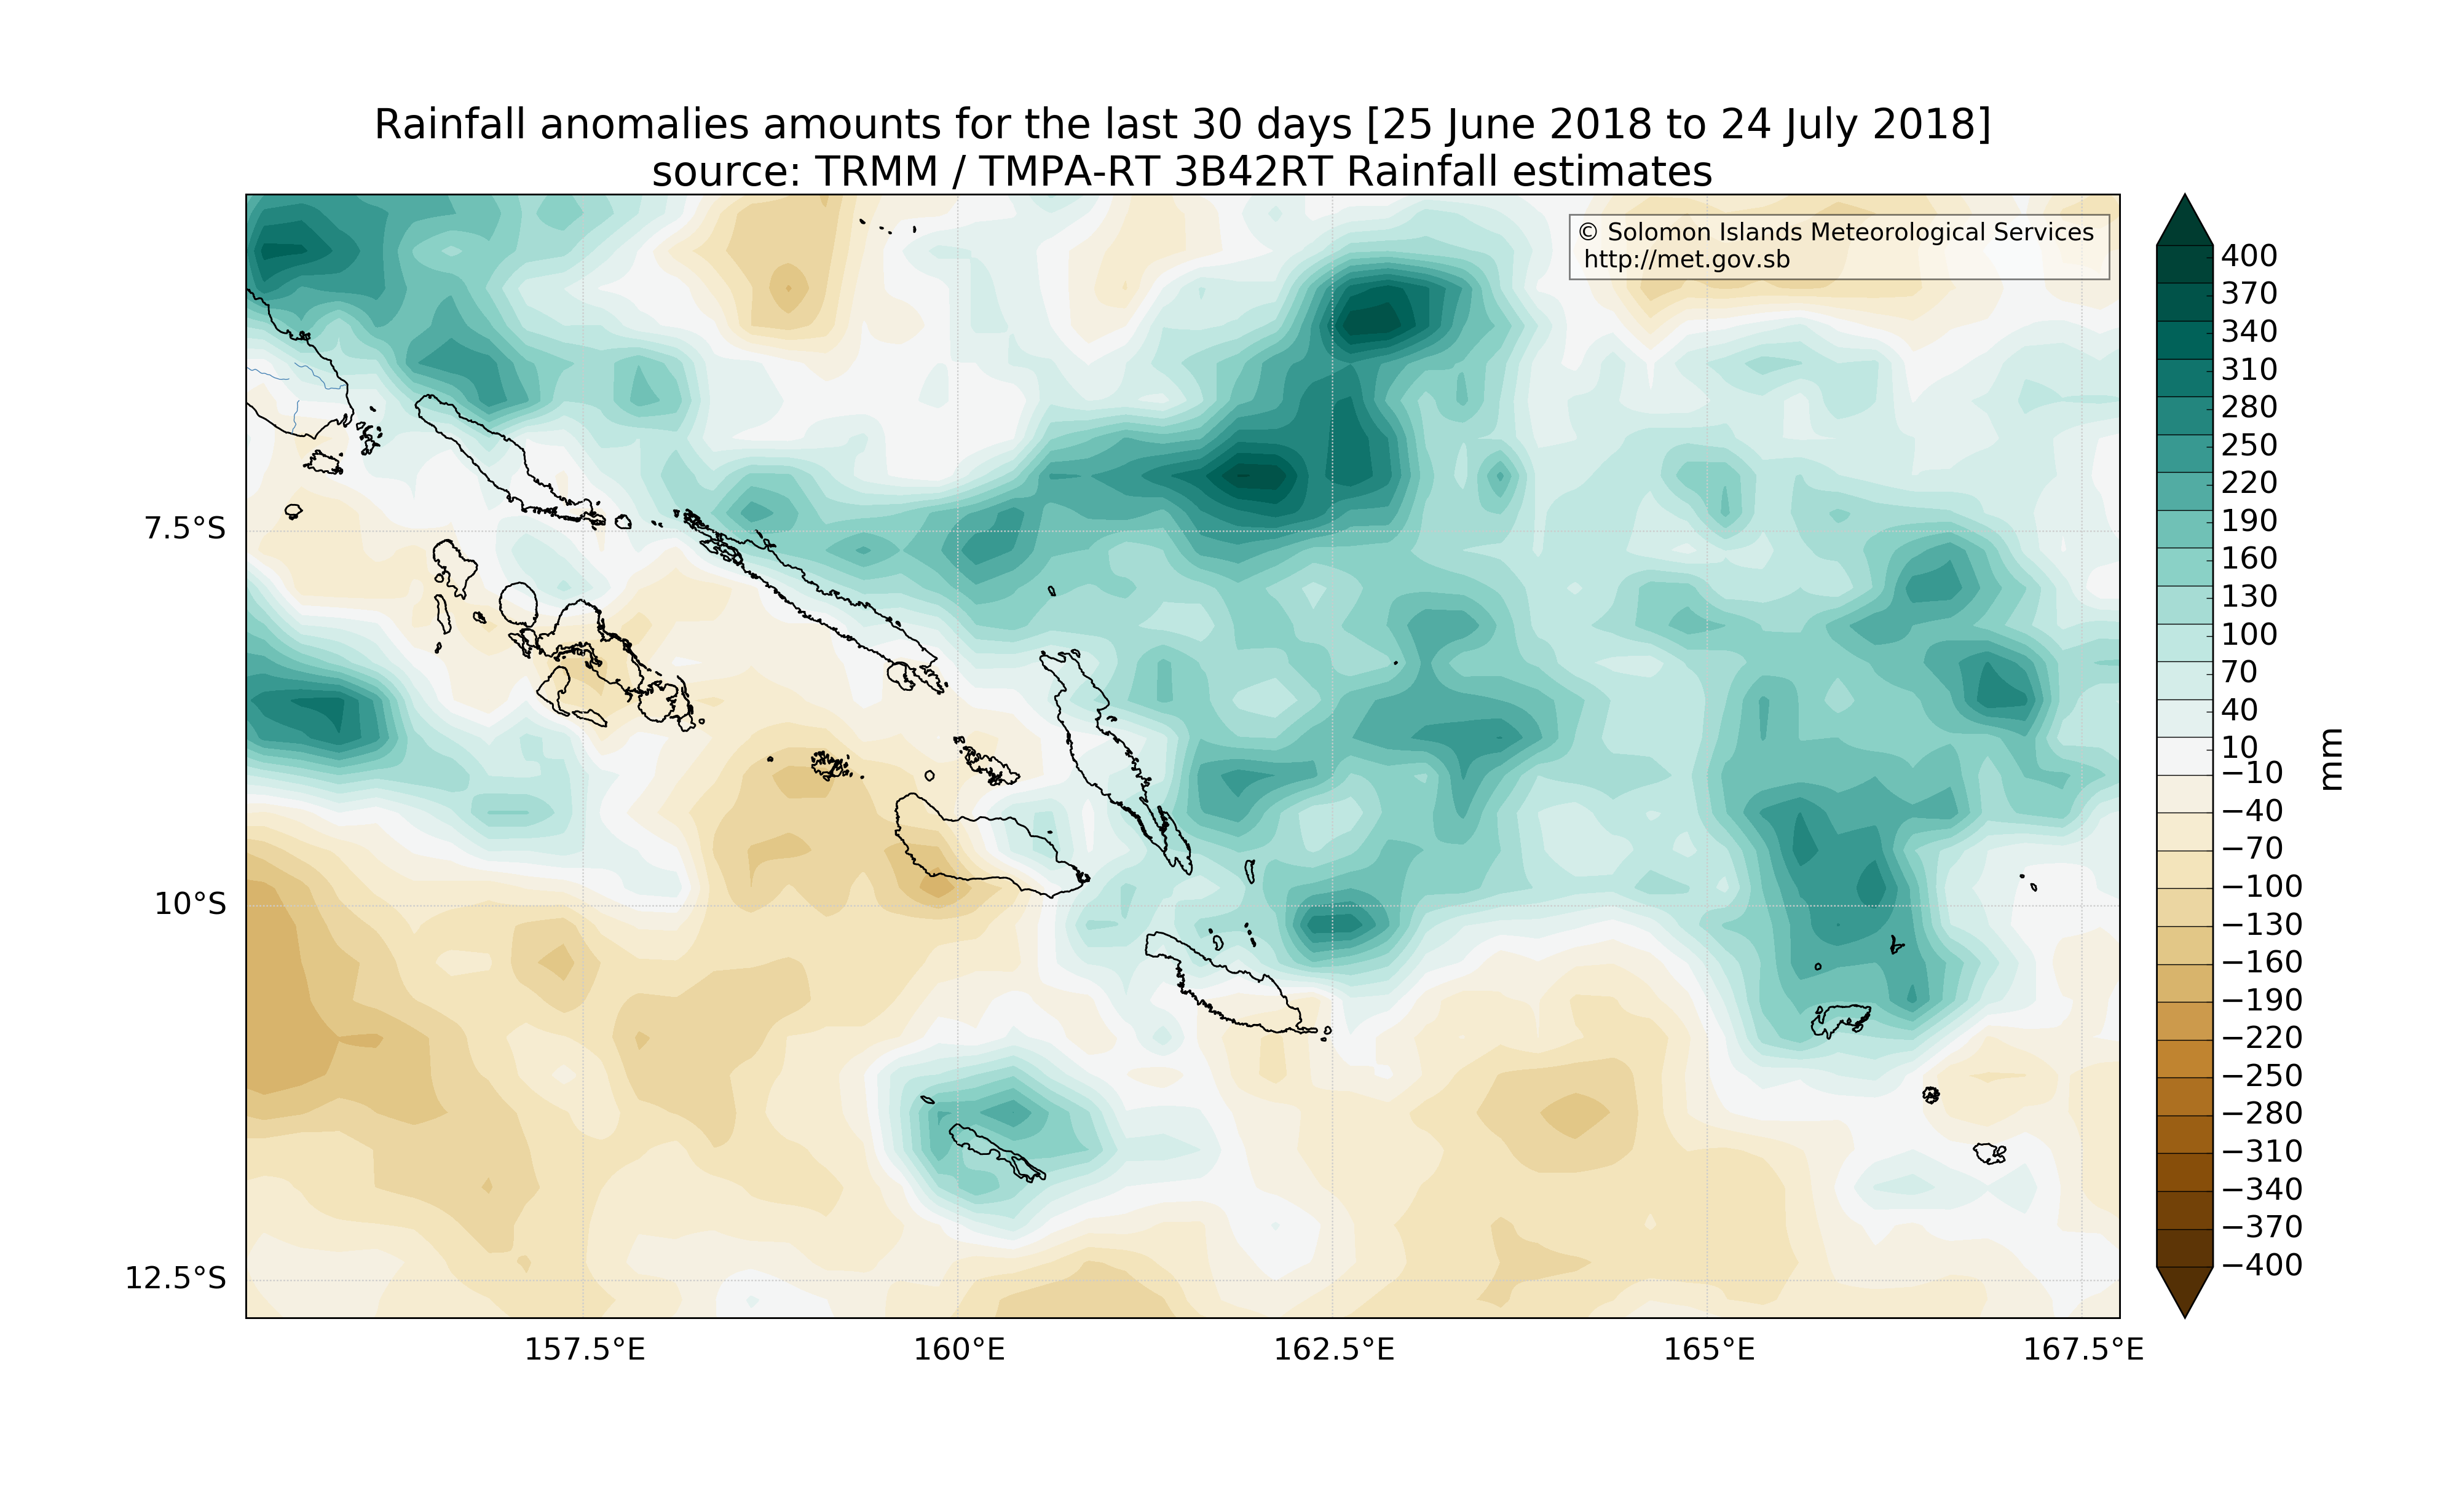 Rainfall anomalies amounts for the last 30 days [25 June 2018 to 24 July 2018]
source: TRMM / TMPA-RT 3B42RT Rainfall estimates
© Solomon Islands Meteorological Services
http://met.gov.sb
7.5°S
10°S
12.5°S
157.5°E
160°E
162.5°E
165°E
167.5°E
400
370
340
310
280
250
220
190
160
130
100
70
40
10
−10
−40
−70
−100
−130
−160
−190
−220
−250
−280
−310
−340
−370
−400
mm